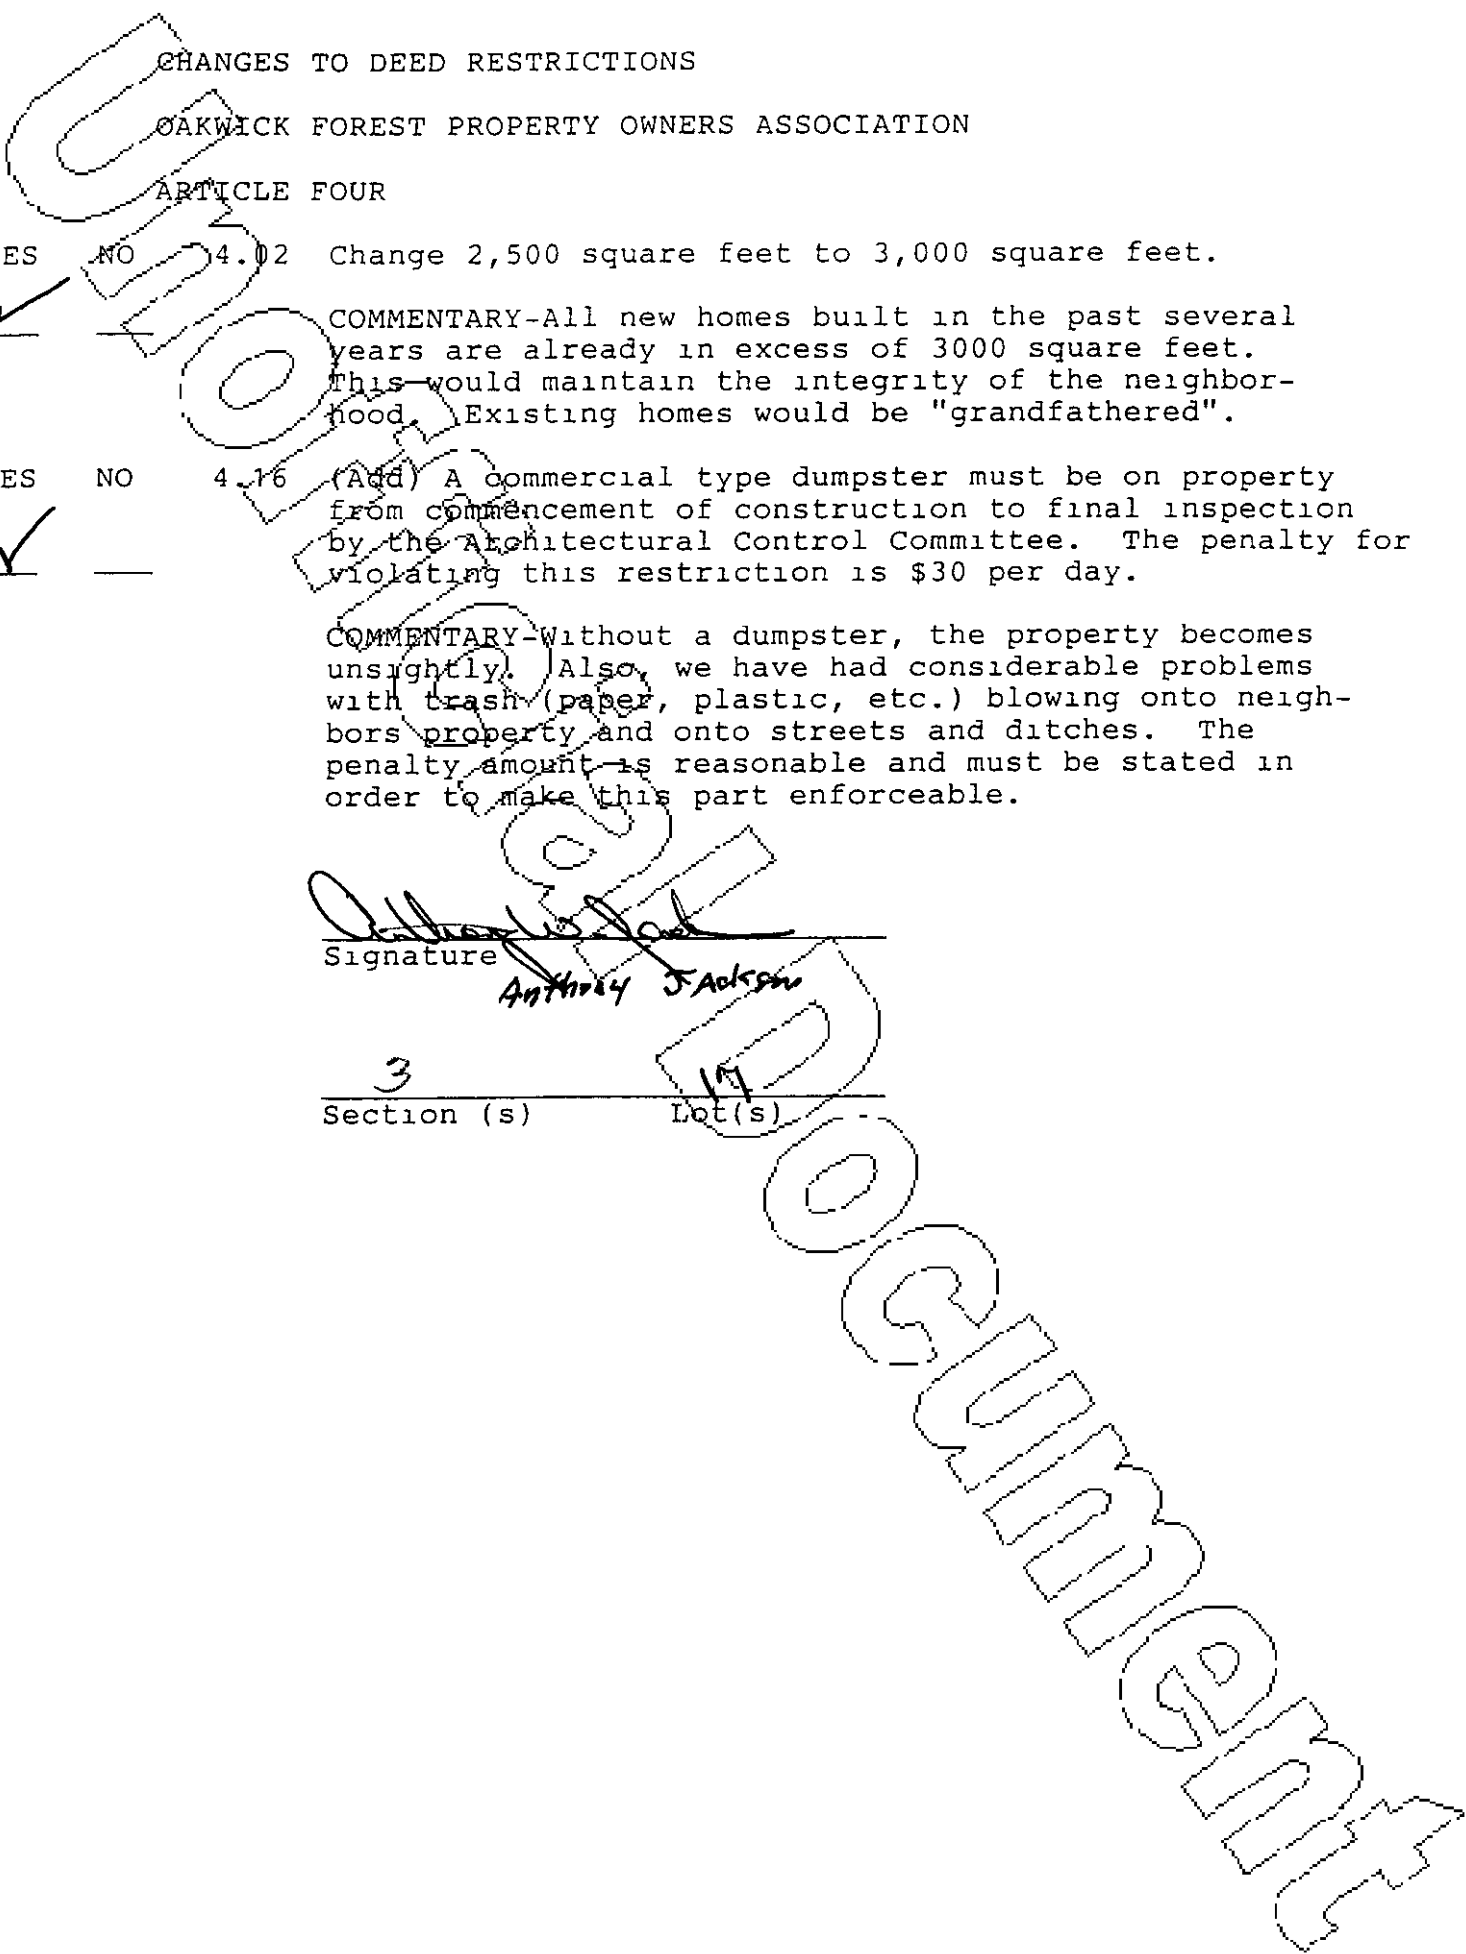 CHANGES TO DEED RESTRICTIONS
OAKWICK FOREST PROPERTY OWNERS ASSOCIATION
ARTICLE FOUR
ES NO 4.02 Change 2,500 square feet to 3,000 square feet.
COMMENTARY-All new homes built in the past several
years are already in excess of 3000 square feet.
This would maintain the integrity of the neighbor-
hood. Existing homes would be "grandfathered".
ES NO 4.16 (Add) A commercial type dumpster must be on property
from commencement of construction to final inspection
by the Architectural Control Committee. The penalty for
violating this restriction is $30 per day.
COMMENTARY-Without a dumpster, the property becomes
unsightly. Also, we have had considerable problems
with trash (paper, plastic, etc.) blowing onto neigh-
bors property and onto streets and ditches. The
penalty amount is reasonable and must be stated in
order to make this part enforceable.
Signature
Anthony Jackson
3 17
Section (s) Lot(s)
Unofficial Document